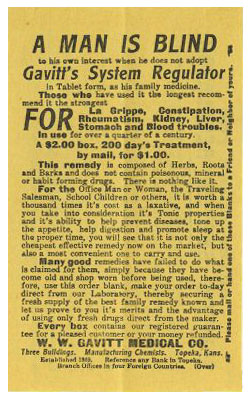 A MAN IS BLIND
to his own interest when he does not adopt
Gavitt's System Regulator
in Tablet form, as his family medicine.
Those who have used it the longest recom-
mend it the strongest
FOR La Grippe, Constipation,
Rheumatism, Kidney, Liver,
Stomach and Blood troubles.
In use for over a quarter of a century.
A $2.00 box, 200 day's Treatment,
by mail, for $1.00.
This remedy is composed of Herbs, Roots
and Barks and does not contain poisonous, mineral
or habit forming drugs. There is nothing like it.
For the Office Man or Woman, the Traveling
Salesman, School Children or others, it is worth a
thousand times it's cost as a laxative, and when
you take into consideration it's Tonic properties
and it's ability to help prevent diseases, tone up
the appetite, help digestion and promote sleep at
the proper time, you will see that it is not only the
cheapest effective remedy now on the market, but
also a most convenient one to carry and use.
Many good remedies have failed to do what
is claimed for them, simply because they have be-
come old and shop worn before being used, there-
fore, use this order blank, make your order to-day
direct from our Laboratory, thereby securing a
fresh supply of the best family remedy known and
let us prove to you it's merits and the advantage
of using only fresh drugs direct from the maker.
Every box contains our registered guaran-
tee for a pleased customer or your money refunded.
W. W. GAVITT MEDICAL CO.
Three Buildings. Manufacturing Chemists. Topeka, Kans.
Established 1869. Reference any Bank in Topeka.
Branch Offices in four Foreign Countries. (Over)
Please mail or hand one of these Blanks to a Friend or Neighbor of yours.